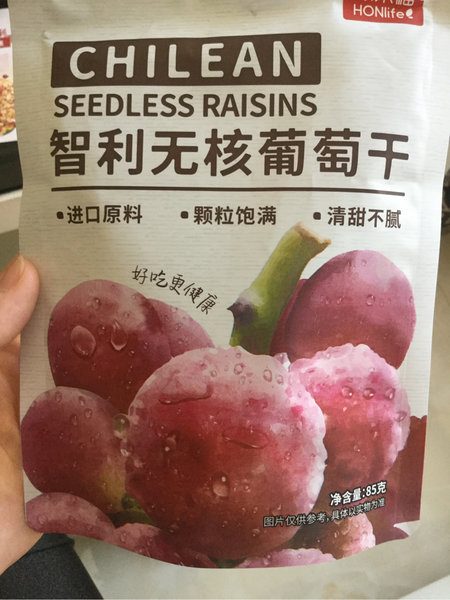 HONlife
CHILEAN
SEEDLESS RAISINS
智利无核葡萄干
·进口原料 ·颗粒饱满 ·清甜不腻
好吃更健康
净含量:85克
图片仅供参考,具体以实物为准